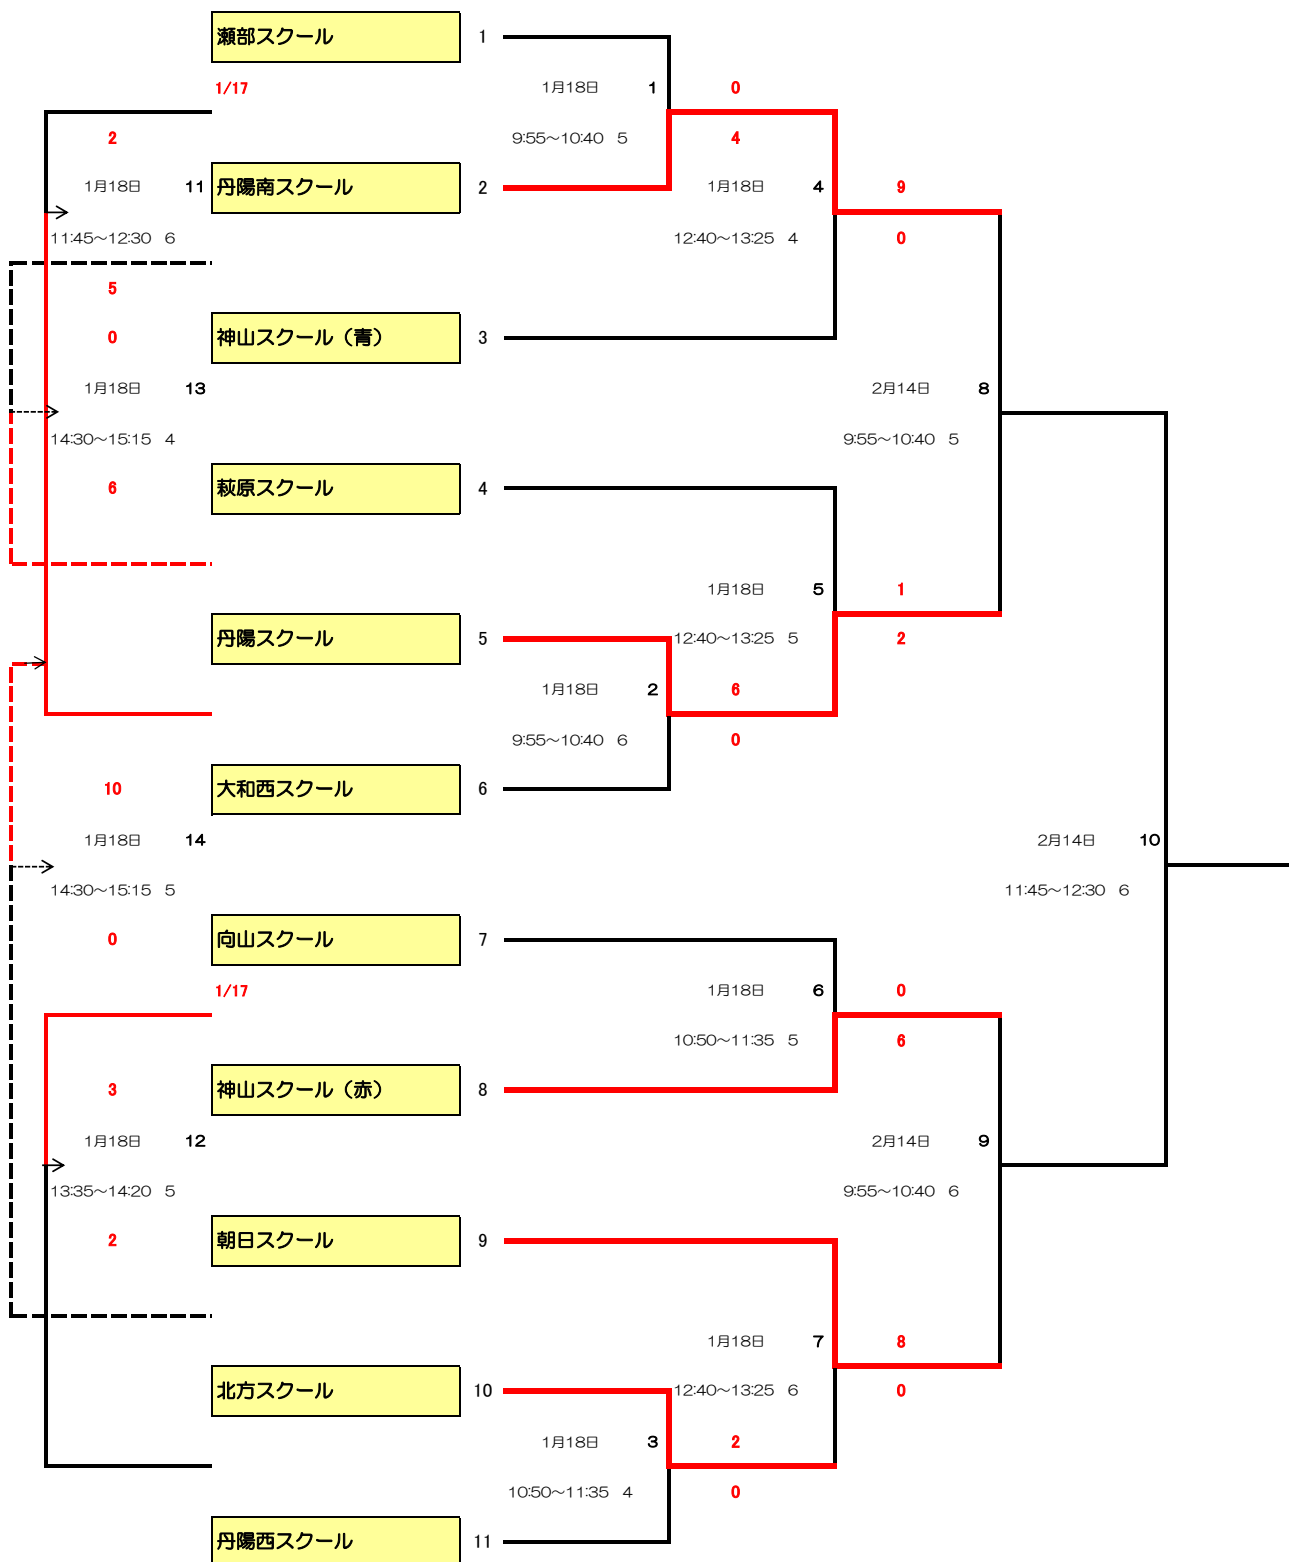 瀬部スクール 1
1/17 1月18日 1 0
2 9:55～10:40 5 4
1月18日 11 丹陽南スクール 2 1月18日 4 9
11:45～12:30 6 12:40～13:25 4 0
5
0 神山スクール（青） 3
1月18日 13 2月14日 8
14:30～15:15 4 9:55～10:40 5
6 萩原スクール 4
1月18日 5 1
丹陽スクール 5 12:40～13:25 5 2
1月18日 2 6
9:55～10:40 6 0
10 大和西スクール 6
1月18日 14 2月14日 10
14:30～15:15 5 11:45～12:30 6
0 向山スクール 7
1/17 1月18日 6 0
10:50～11:35 5 6
3 神山スクール（赤） 8
1月18日 12 2月14日 9
13:35～14:20 5 9:55～10:40 6
2 朝日スクール 9
1月18日 7 8
北方スクール 10 12:40～13:25 6 0
1月18日 3 2
10:50～11:35 4 0
丹陽西スクール 11